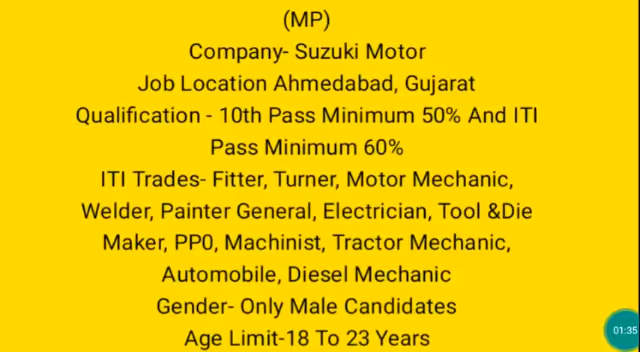 (MP)
Company- Suzuki Motor
Job Location Ahmedabad, Gujarat
Qualification - 10th Pass Minimum 50% And ITI
Pass Minimum 60%
ITI Trades- Fitter, Turner, Motor Mechanic,
Welder, Painter General, Electrician, Tool &Die
Maker, PP0, Machinist, Tractor Mechanic,
Automobile, Diesel Mechanic
Gender- Only Male Candidates
Age Limit-18 To 23 Years
01:35